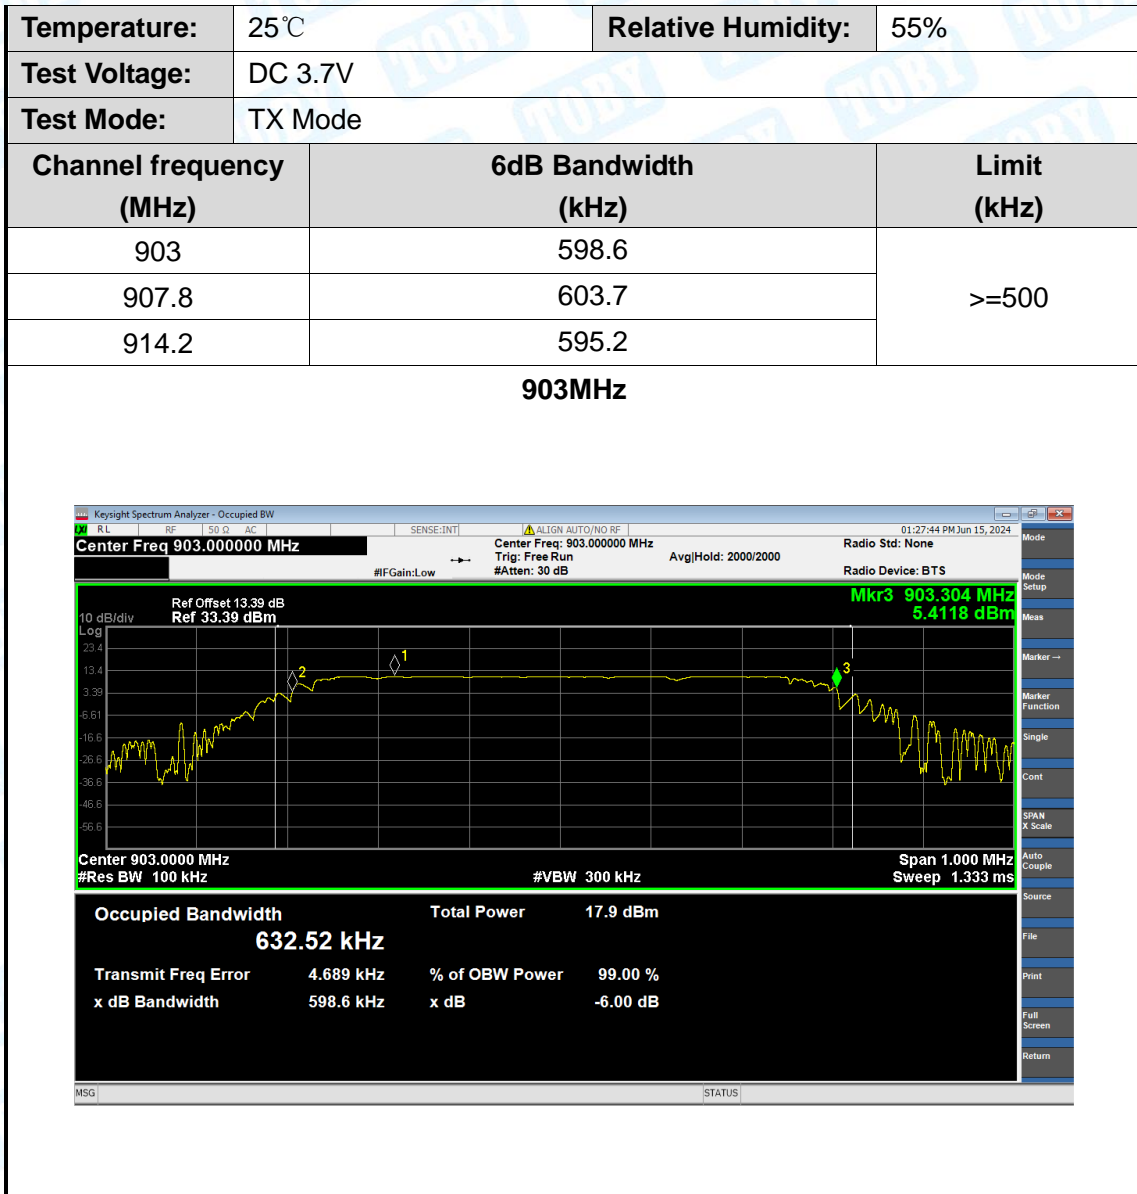 Temperature: 25℃ Relative Humidity: 55%
Test Voltage: DC 3.7V
Test Mode: TX Mode
Channel frequency (MHz) 6dB Bandwidth (kHz) Limit (kHz)
903 598.6 >=500
907.8 603.7
914.2 595.2
903MHz
Keysight Spectrum Analyzer - Occupied BW
RL RF 50 Ω AC SENSE:INT ALIGN AUTO/NO RF 01:27:44 PM Jun 15, 2024
Center Freq 903.000000 MHz
Center Freq: 903.000000 MHz Radio Std: None
Trig: Free Run Avg|Hold: 2000/2000
#IFGain:Low #Atten: 30 dB Radio Device: BTS
Mkr3 903.304 MHz
5.4118 dBm
Ref Offset 13.39 dB
10 dB/div Ref 33.39 dBm
Log
23.4
13.4
3.39
-6.61
-16.6
-26.6
-36.6
-46.6
-56.6
1
2
3
Center 903.0000 MHz Span 1.000 MHz
#Res BW 100 kHz #VBW 300 kHz Sweep 1.333 ms
Occupied Bandwidth Total Power 17.9 dBm
632.52 kHz
Transmit Freq Error 4.689 kHz % of OBW Power 99.00 %
x dB Bandwidth 598.6 kHz x dB -6.00 dB
MSG STATUS
Mode
Mode Setup
Meas
Marker→
Marker Function
Single
Cont
SPAN X Scale
Auto Couple
Source
File
Print
Full Screen
Return
TOBY